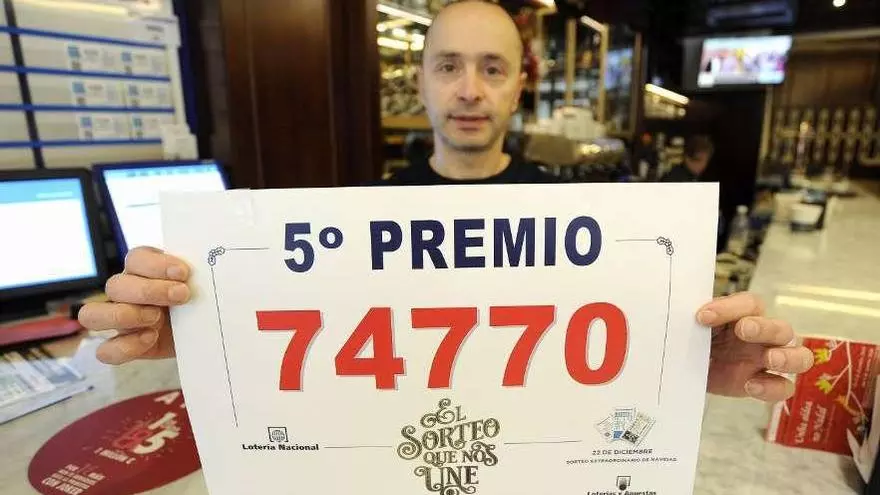 5º PREMIO
74770
Lotería Nacional
EL
SORTEO
QUE NOS
UNE
22 DE DICIEMBRE
SORTEO EXTRAORDINARIO DE NAVIDAD
Loterías y Apuestas